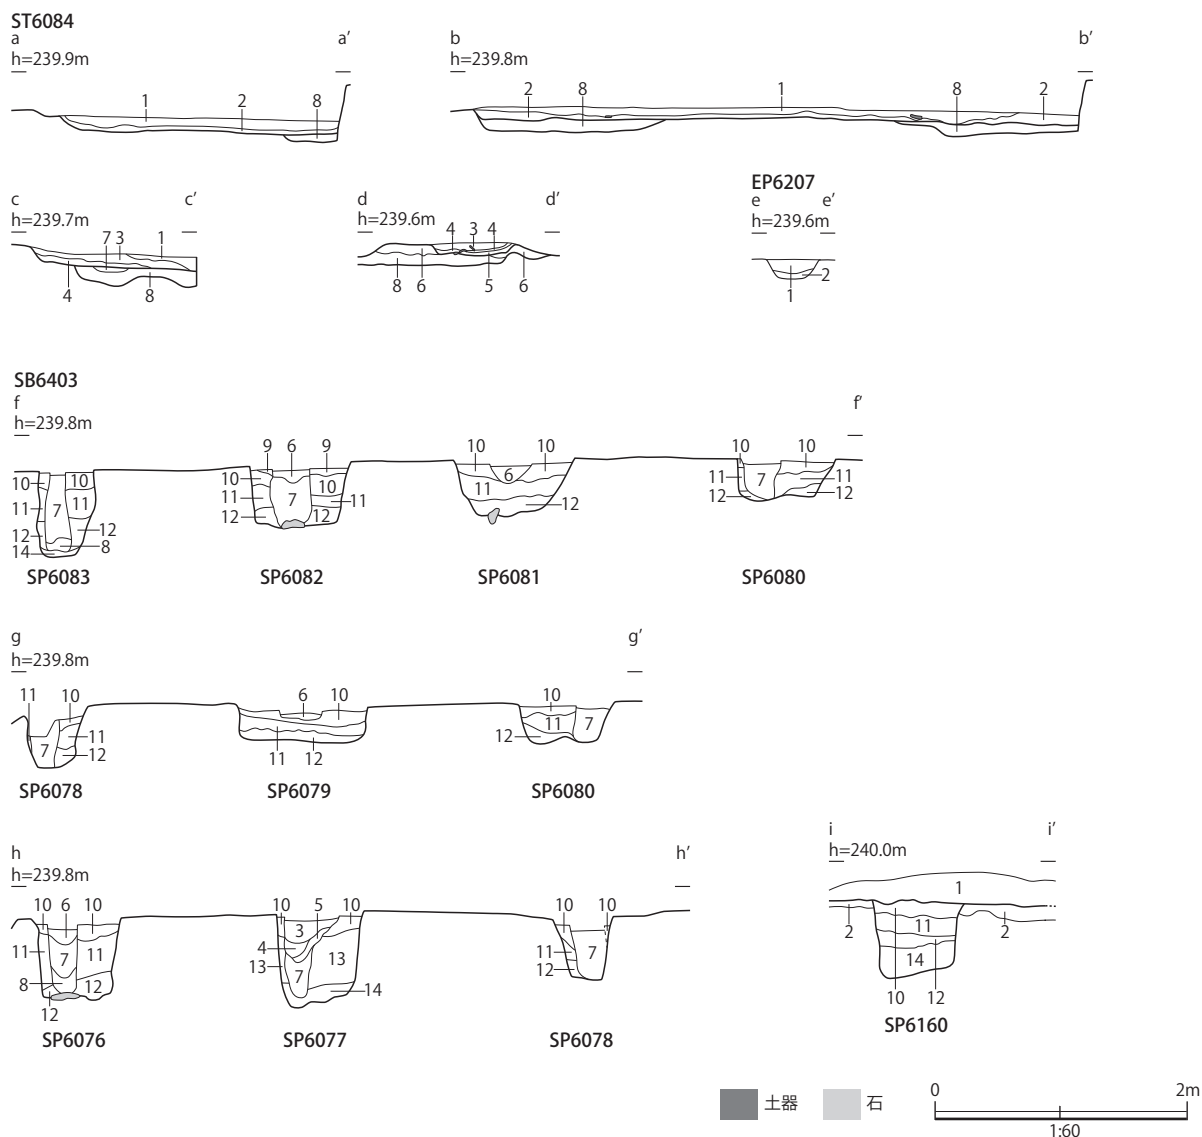 ST6084
a a′
h=239.9m
1 2 8
b b′
h=239.8m
2 8 1 8 2
c c′
h=239.7m
7 3 1
4 8
d d′
h=239.6m
4 3 4
8 6 5 6
EP6207
e e′
h=239.6m
2
1
SB6403
f f′
h=239.8m
10 10
11 7 11
12 12
14 8
SP6083
9 6 9
10 10
11 7 11
12 12
SP6082
10 10
6
11
12
SP6081
10 10
11 7 11
12 12
SP6080
g g′
h=239.8m
11 10
11
7 12
SP6078
6 10
11 12
SP6079
10
11 7
12
SP6080
h h′
h=239.8m
10 6 10
11 11
7
8 12
12
SP6076
10 5 10
3
4
13 13
7
14
SP6077
10 10
11 7
12
SP6078
i i′
h=240.0m
1
2 11 2
14
10 12
SP6160
土器 石
0 2m
1:60